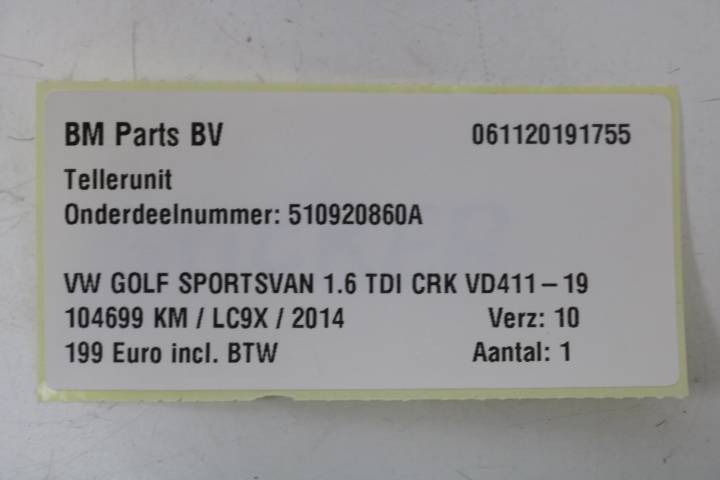 BM Parts BV 061120191755
Tellerunit
Onderdeelnummer: 510920860A
VW GOLF SPORTSVAN 1.6 TDI CRK VD411-19
104699 KM / LC9X / 2014 Verz: 10
199 Euro incl. BTW Aantal: 1